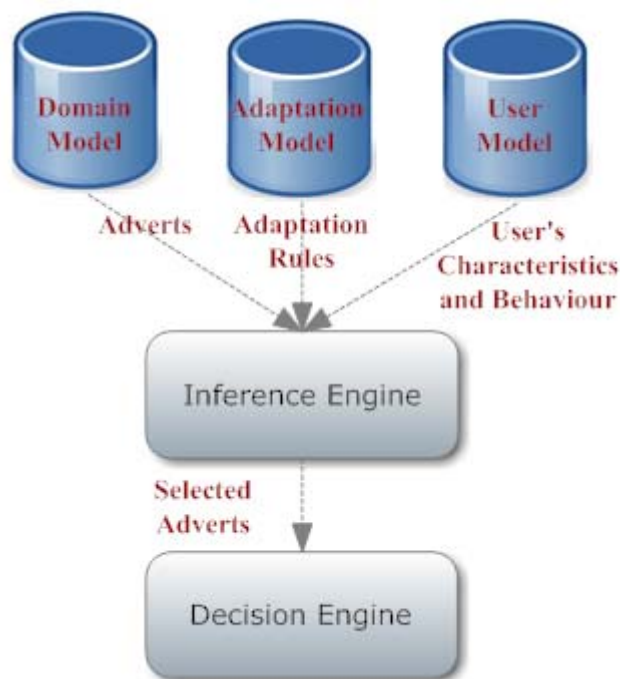 Domain
Model
Adaptation
Model
User
Model
Adverts
Adaptation
Rules
User's
Characteristics
and Behaviour
Inference Engine
Selected
Adverts
Decision Engine